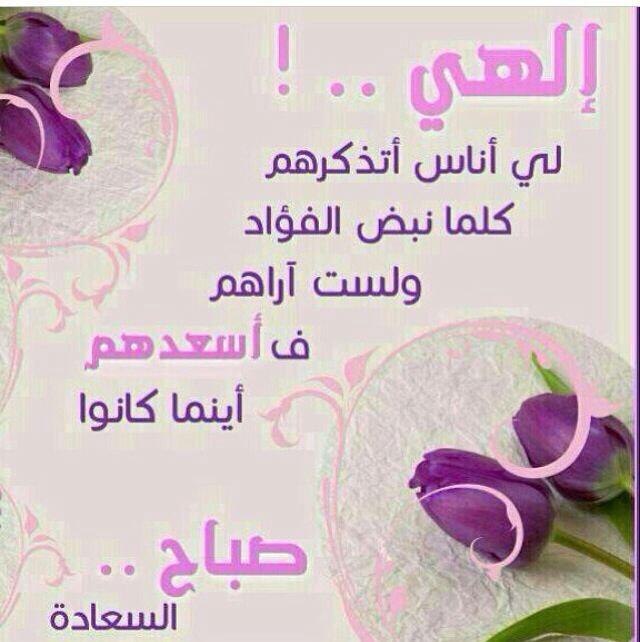 إلهي .. !
لي أناس أتذكرهم
كلما نبض الفؤاد
ولست آراهم
ف أسعدهم
أينما كانوا
صباح ..
السعادة